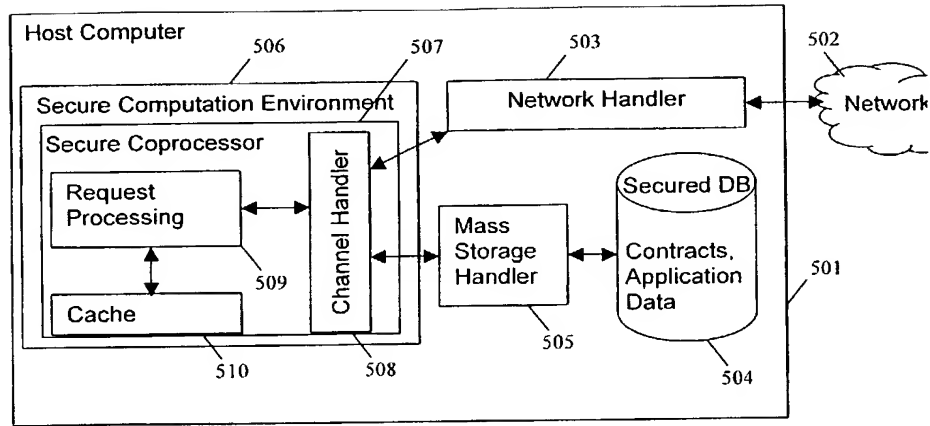 Host Computer
506
507
503
502
Secure Computation Environment
Network Handler
Network
Secure Coprocessor
Request
Processing
Channel Handler
Mass
Storage
Handler
Secured DB
Contracts,
Application
Data
501
509
Cache
510
508
505
504